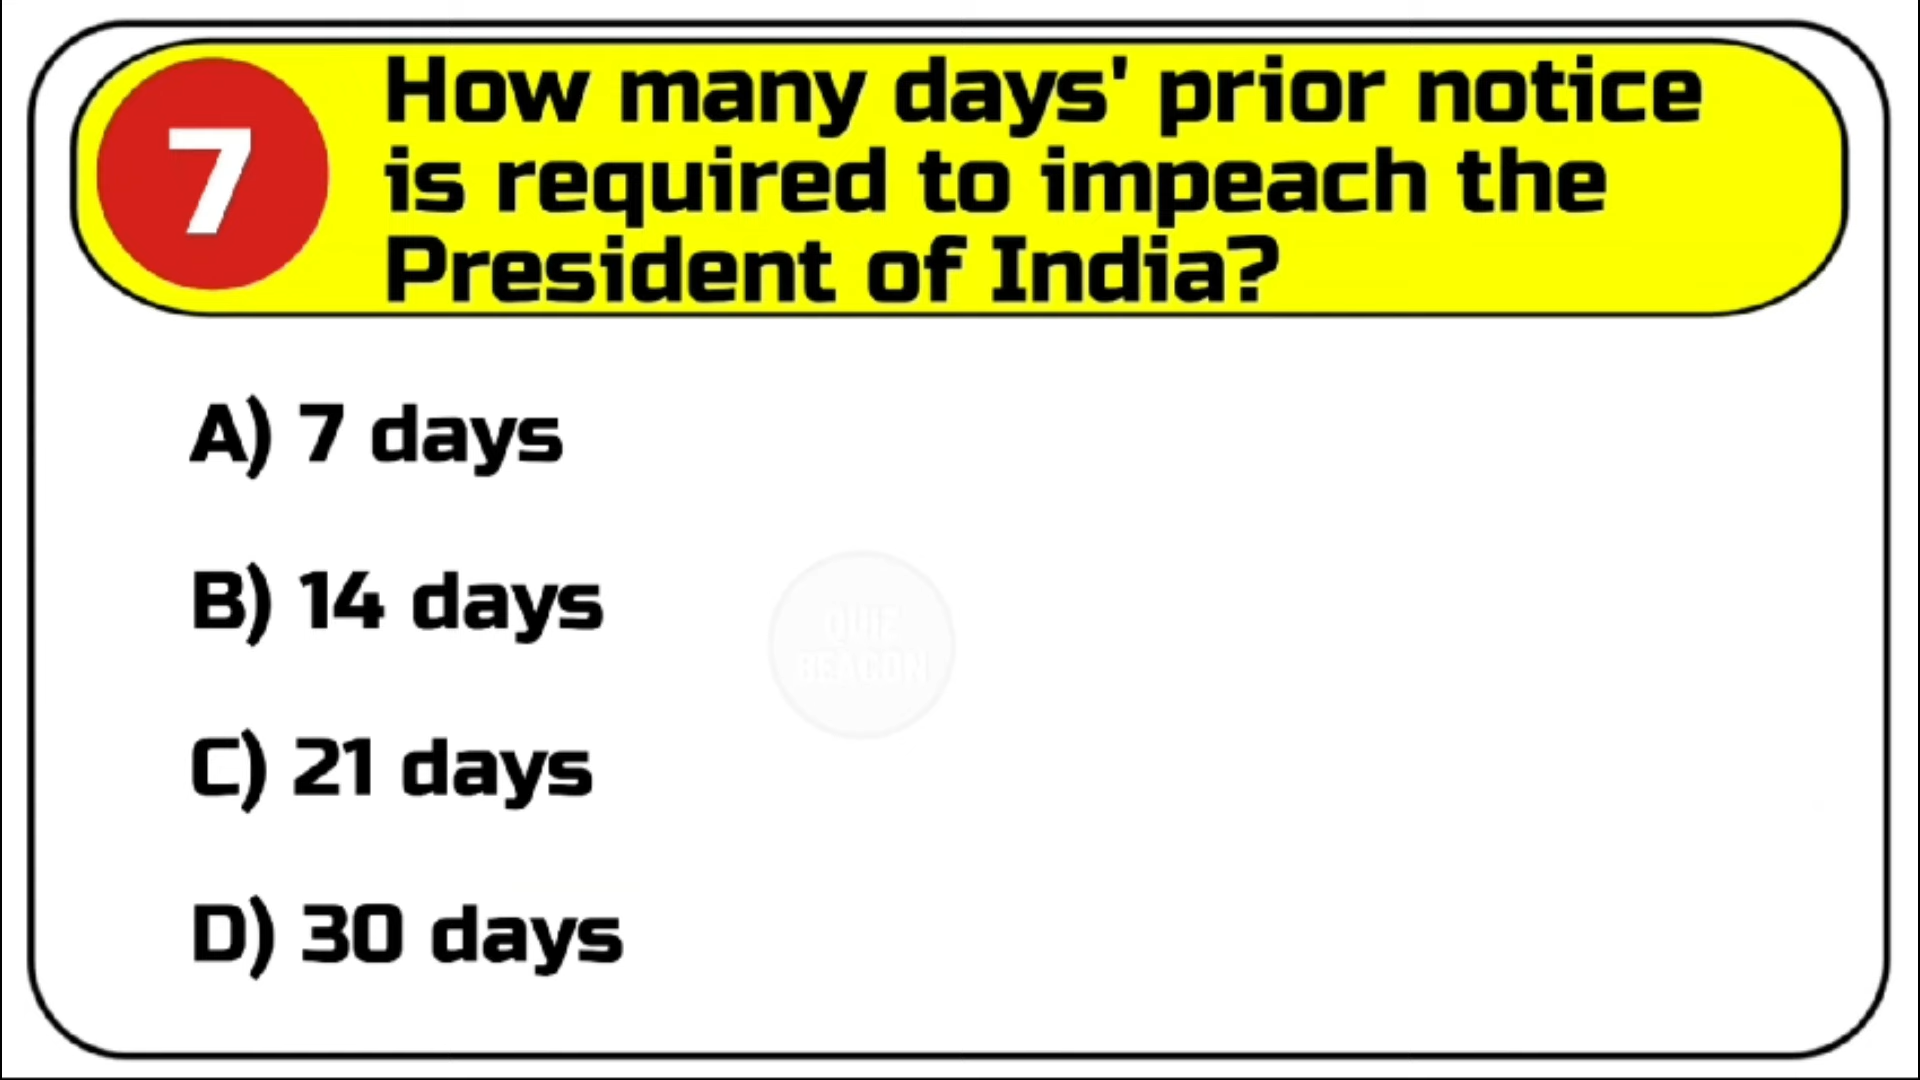 7
How many days' prior notice
is required to impeach the
President of India?
A) 7 days
B) 14 days
C) 21 days
D) 30 days
BEACON